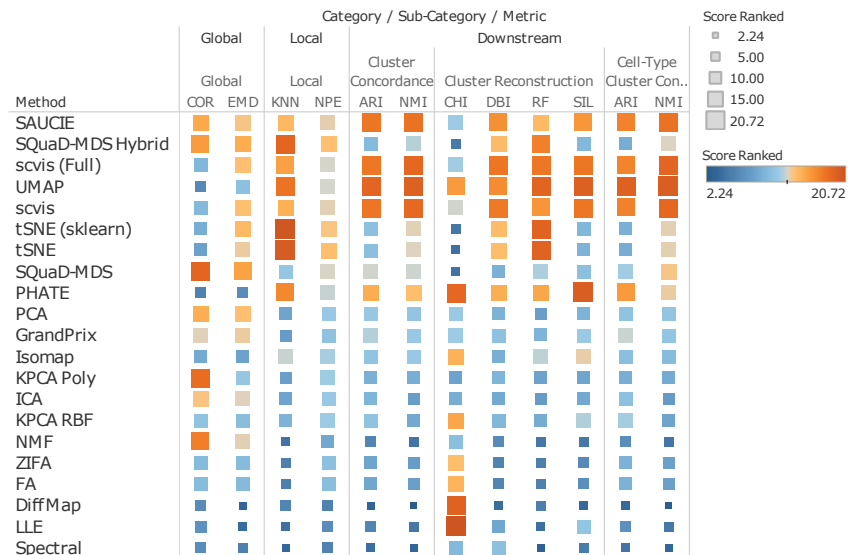 Category / Sub-Category / Metric
Global Local Downstream
Cluster Cell-Type
Global Local Concordance Cluster Reconstruction Cluster Con..
Method COR EMD KNN NPE ARI NMI CHI DBI RF SIL ARI NMI
SAUCIE
SQuaD-MDS Hybrid
scvis (Full)
UMAP
scvis
tSNE (sklearn)
tSNE
SQuaD-MDS
PHATE
PCA
GrandPrix
Isomap
KPCA Poly
ICA
KPCA RBF
NMF
ZIFA
FA
DiffMap
LLE
Spectral
Score Ranked
2.24
5.00
10.00
15.00
20.72
Score Ranked
2.24 20.72